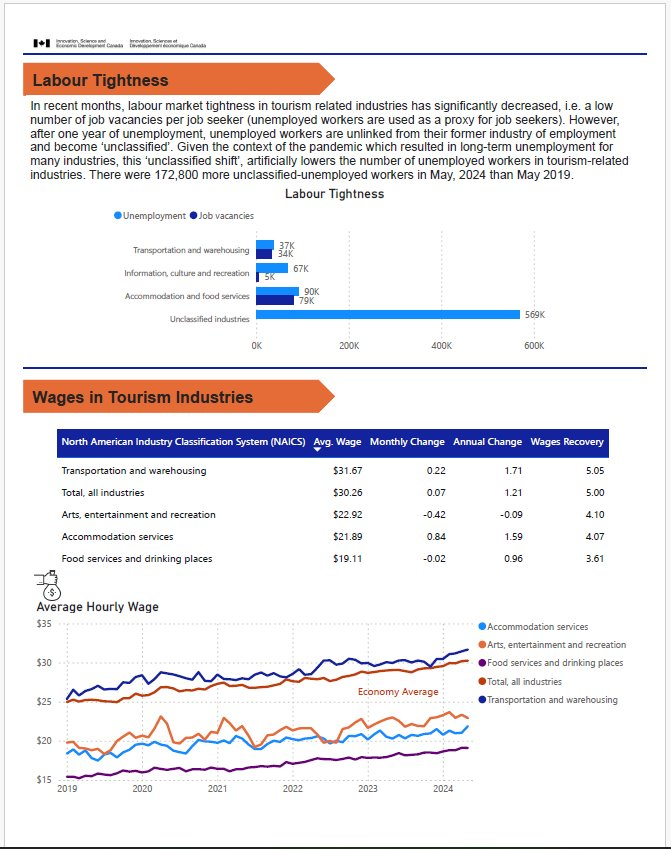 Innovation, Science and Innovation, Sciences et
Economic Development Canada Développement économique Canada
Labour Tightness
In recent months, labour market tightness in tourism related industries has significantly decreased, i.e. a low
number of job vacancies per job seeker (unemployed workers are used as a proxy for job seekers). However,
after one year of unemployment, unemployed workers are unlinked from their former industry of employment
and become ‘unclassified’. Given the context of the pandemic which resulted in long-term unemployment for
many industries, this ‘unclassified shift’, artificially lowers the number of unemployed workers in tourism-related
industries. There were 172,800 more unclassified-unemployed workers in May, 2024 than May 2019.
Labour Tightness
Unemployment Job vacancies
Transportation and warehousing 37K
34K
Information, culture and recreation 67K
5K
Accommodation and food services 90K
79K
Unclassified industries 569K
0K 200K 400K 600K
Wages in Tourism Industries
North American Industry Classification System (NAICS) Avg. Wage Monthly Change Annual Change Wages Recovery
Transportation and warehousing $31.67 0.22 1.71 5.05
Total, all industries $30.26 0.07 1.21 5.00
Arts, entertainment and recreation $22.92 -0.42 -0.09 4.10
Accommodation services $21.89 0.84 1.59 4.07
Food services and drinking places $19.11 -0.02 0.96 3.61
$
Average Hourly Wage
$35
$30
$25
$20
$15
Economy Average
2019 2020 2021 2022 2023 2024
Accommodation services
Arts, entertainment and recreation
Food services and drinking places
Total, all industries
Transportation and warehousing